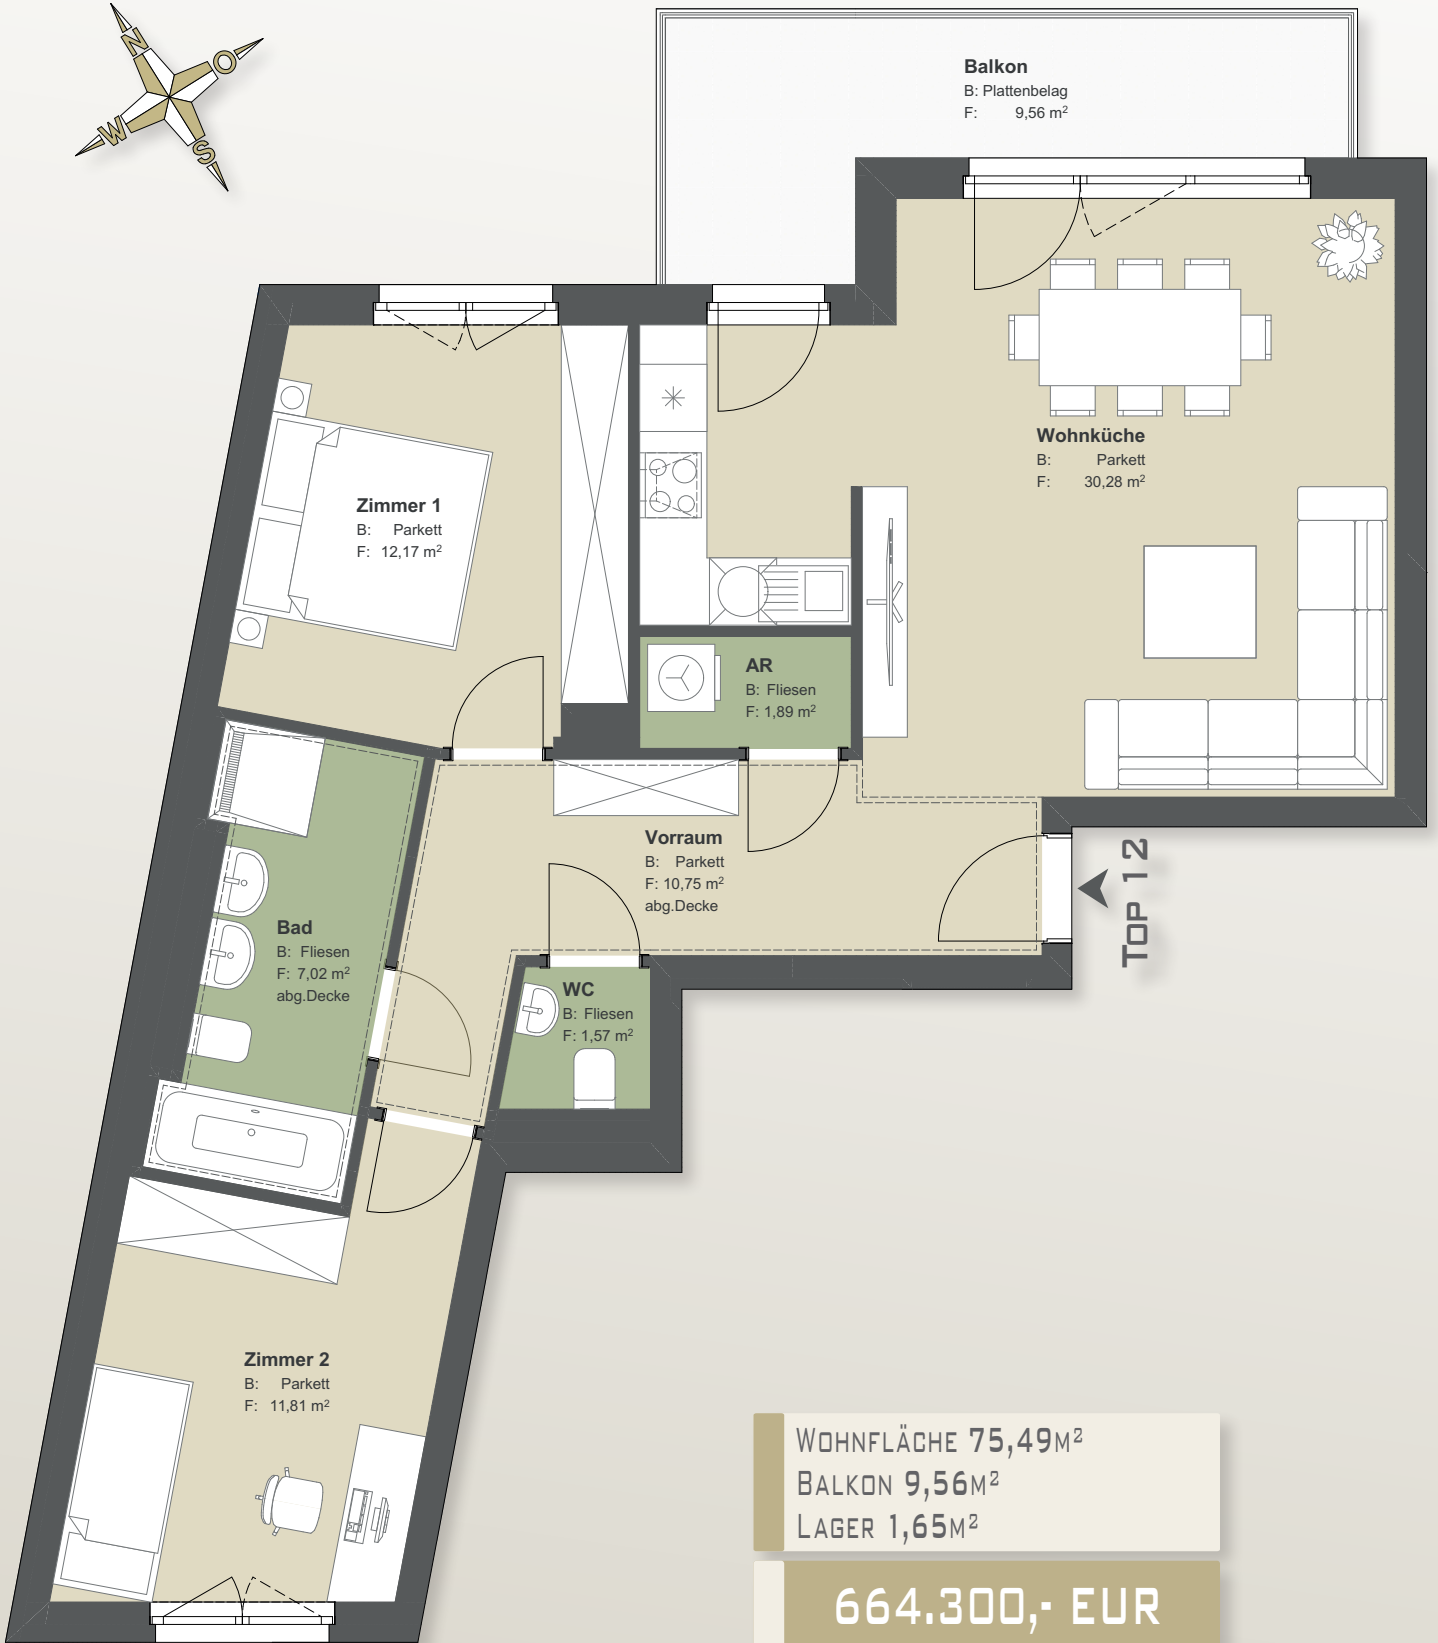 N
O
W
S
Balkon
B: Plattenbelag
F: 9,56 m²
Wohnküche
B: Parkett
F: 30,28 m²
Zimmer 1
B: Parkett
F: 12,17 m²
AR
B: Fliesen
F: 1,89 m²
Vorraum
B: Parkett
F: 10,75 m²
abg.Decke
TOP 12
Bad
B: Fliesen
F: 7,02 m²
abg.Decke
WC
B: Fliesen
F: 1,57 m²
Zimmer 2
B: Parkett
F: 11,81 m²
WOHNFLÄCHE 75,49M²
BALKON 9,56M²
LAGER 1,65M²
664.300,- EUR